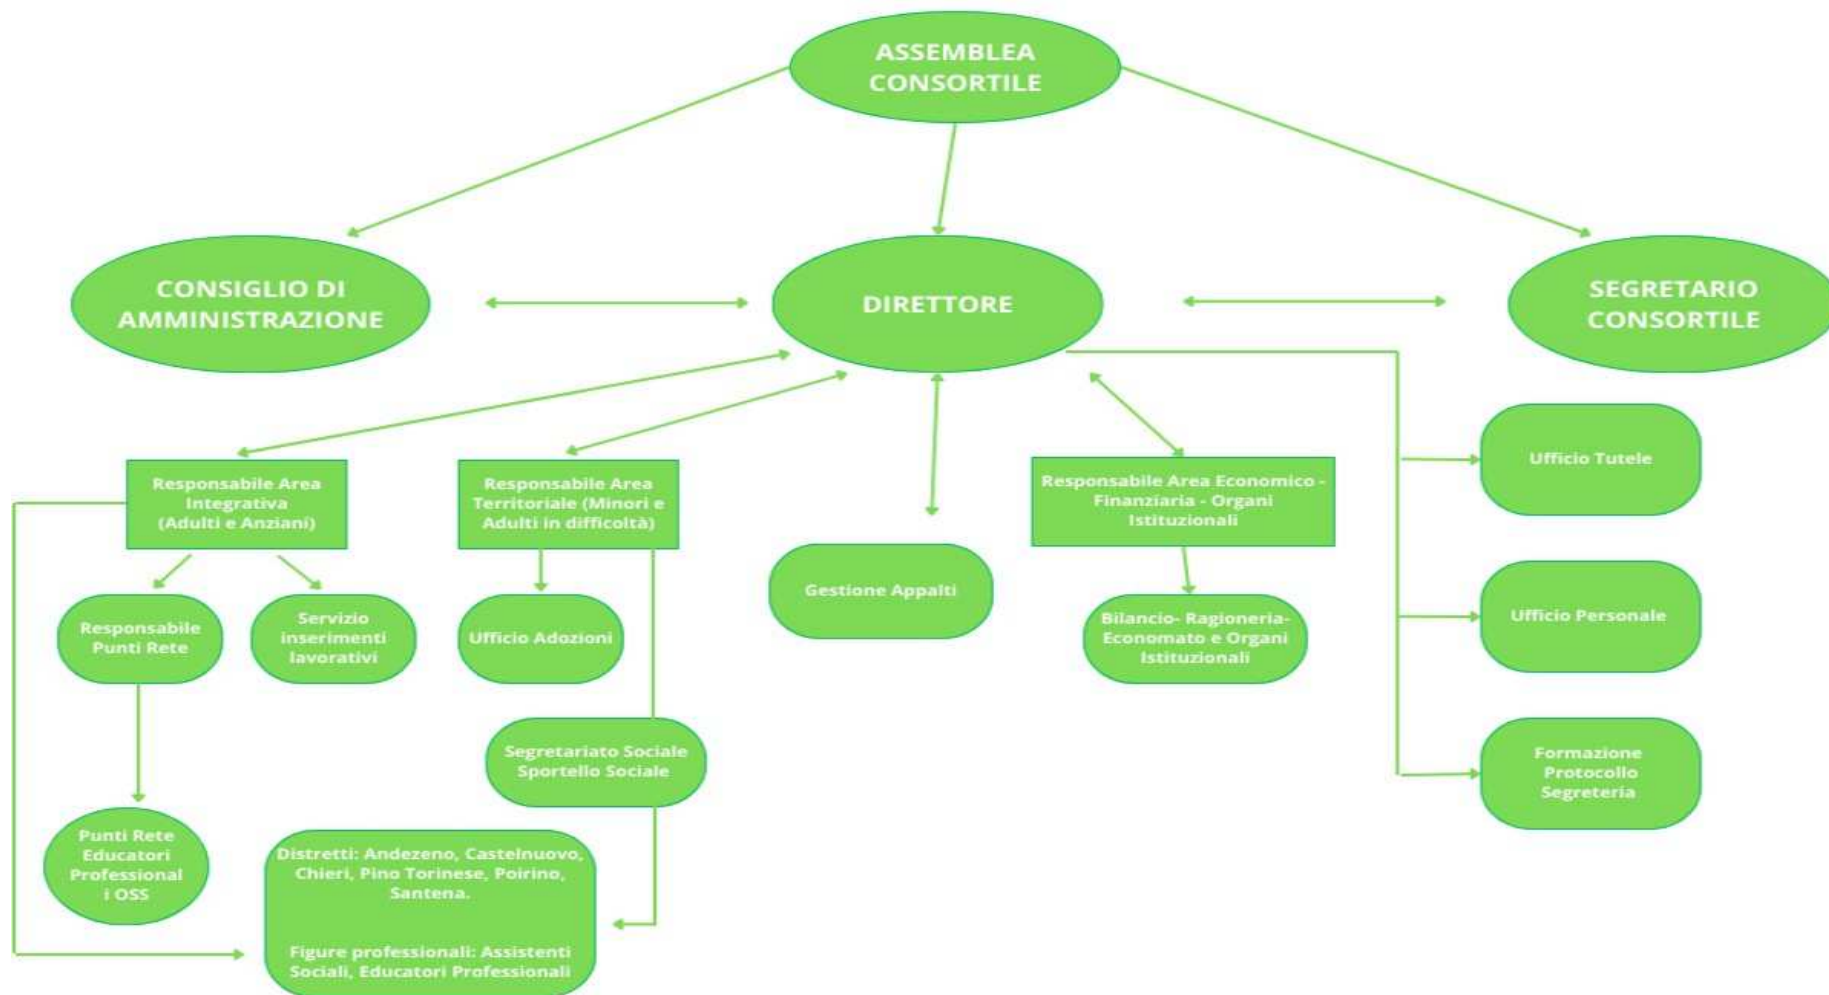 ASSEMBLEA
CONSORTILE
CONSIGLIO DI
AMMINISTRAZIONE
DIRETTORE
SEGRETARIO
CONSORTILE
Responsabile Area
Integrativa
(Adulti e Anziani)
Responsabile Area
Territoriale (Minori e
Adulti in difficoltà)
Responsabile Area Economico -
Finanziaria - Organi
Istituzionali
Ufficio Tutele
Gestione Appalti
Responsabile
Punti Rete
Servizio
inserimenti
lavorativi
Ufficio Adozioni
Bilancio- Ragioneria-
Economato e Organi
Istituzionali
Ufficio Personale
Segretariato Sociale
Sportello Sociale
Formazione
Protocollo
Segreteria
Punti Rete
Educatori
Professional
i OSS
Distretti: Andezeno, Castelnuovo,
Chieri, Pino Torinese, Poirino,
Santena.
Figure professionali: Assistenti
Sociali, Educatori Professionali